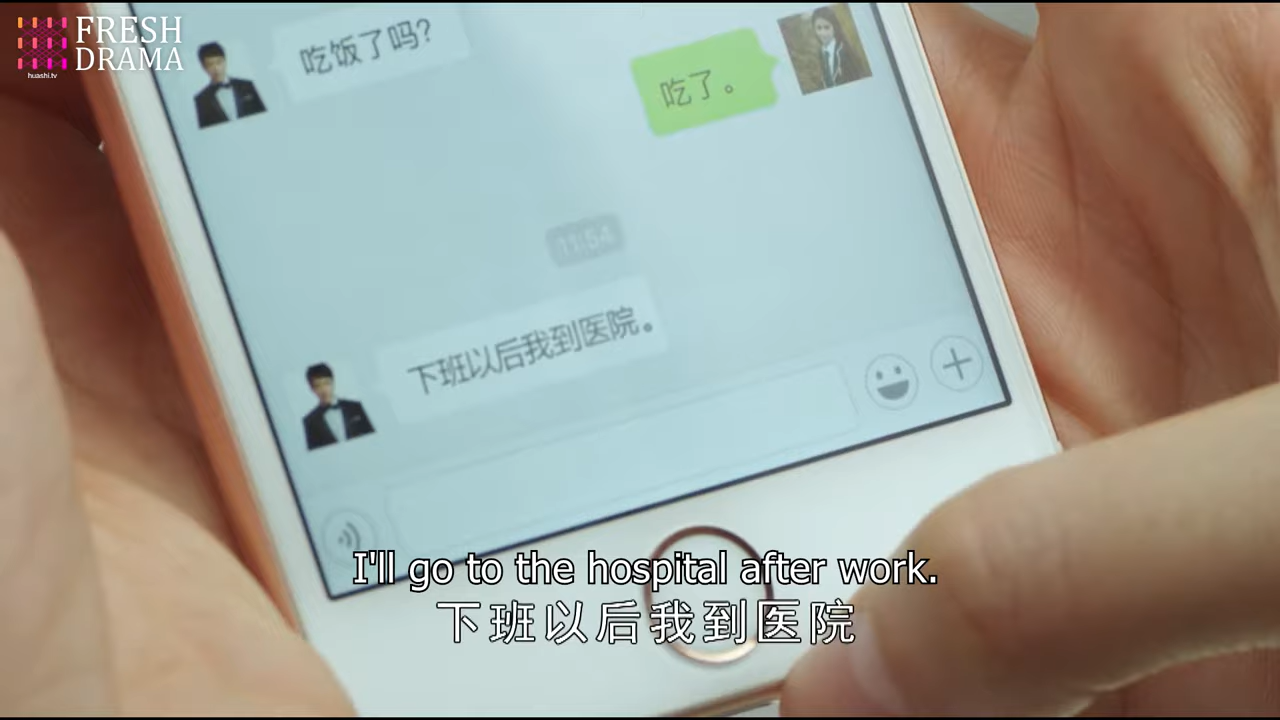 FRESH
DRAMA
huashi.tv
吃饭了吗?
吃了。
11:54
下班以后我到医院。
I'll go to the hospital after work.
下班以后我到医院